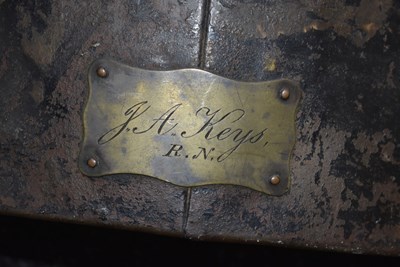 J. A. Keys,
R.N.